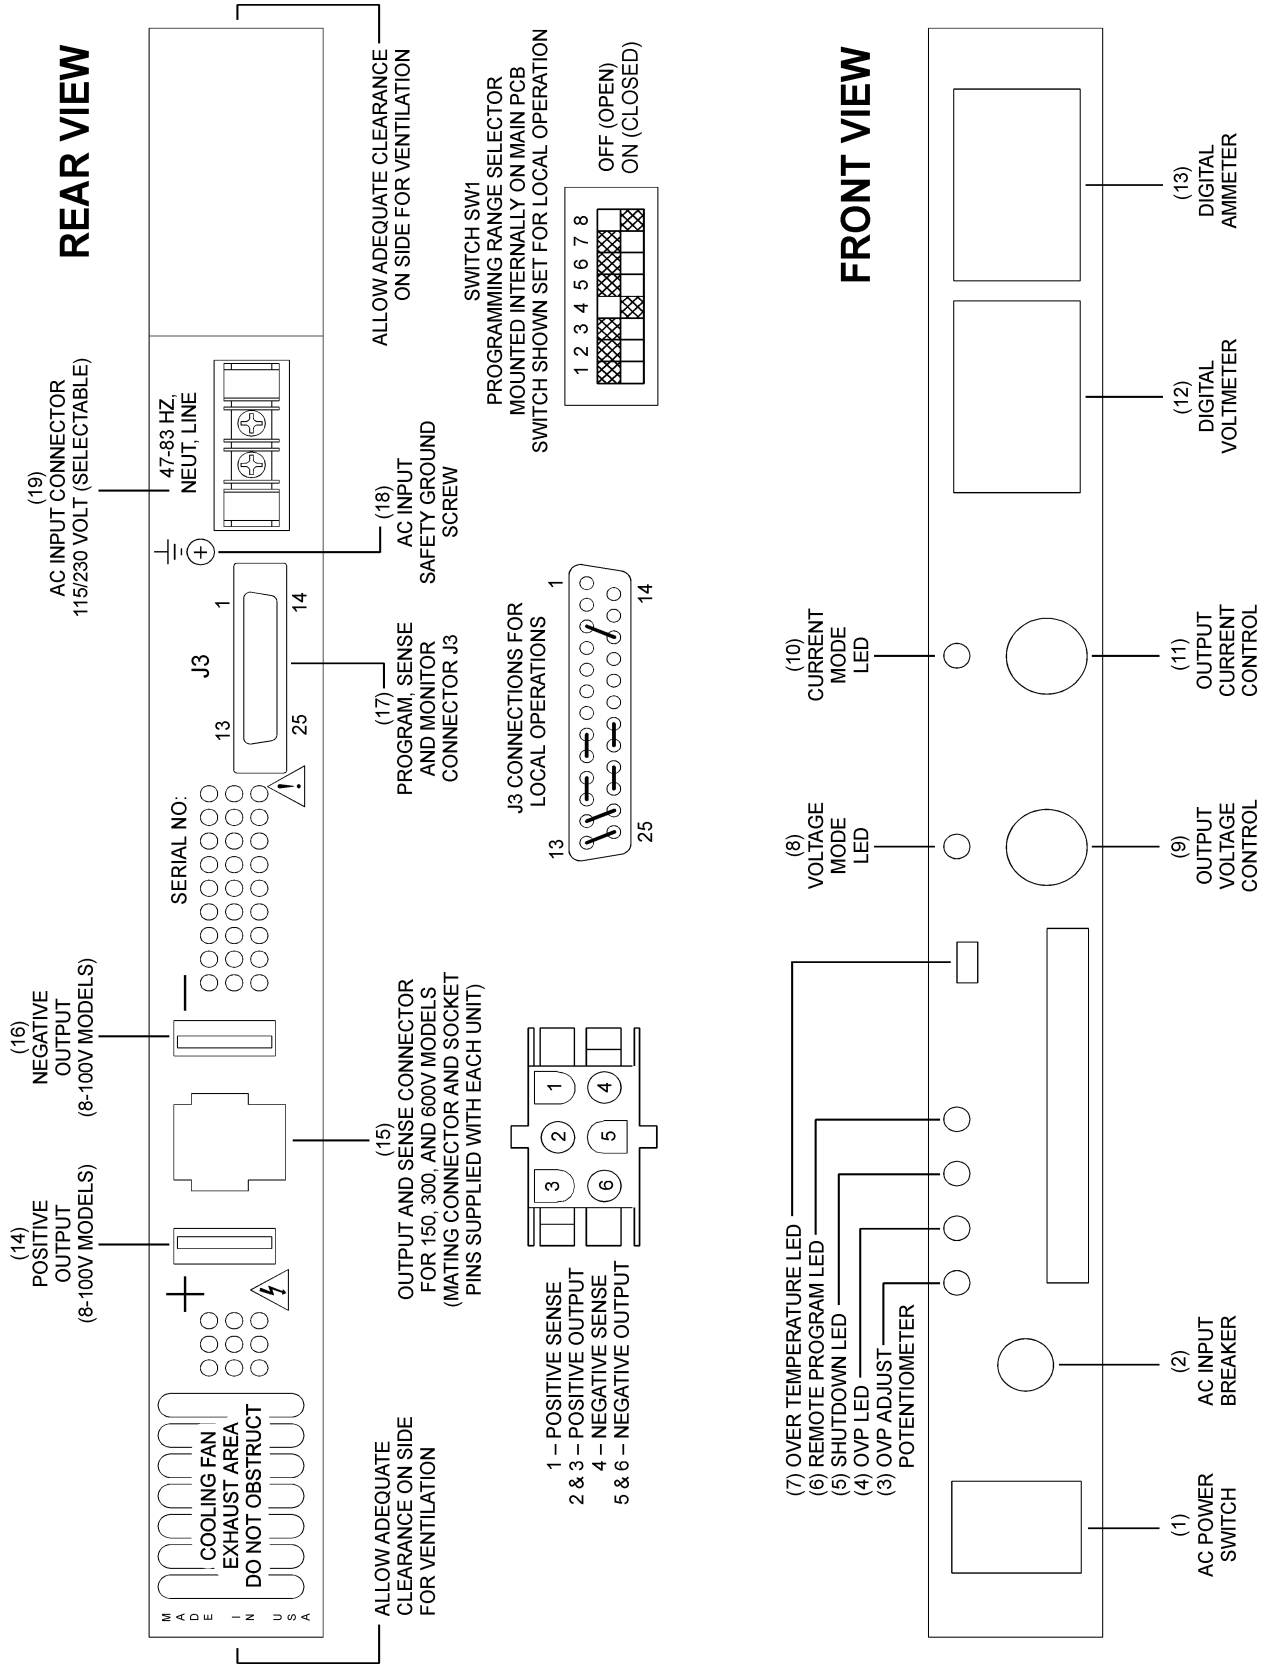 REAR VIEW
(19)
AC INPUT CONNECTOR
115/230 VOLT (SELECTABLE)
(16)
NEGATIVE
OUTPUT
(8-100V MODELS)
(14)
POSITIVE
OUTPUT
(8-100V MODELS)
M
A
D
E
I
N
U
S
A
COOLING FAN
EXHAUST AREA
DO NOT OBSTRUCT
+
–
SERIAL NO:
!
J3
13
1
25
14
47-83 HZ,
NEUT, LINE
ALLOW ADEQUATE
CLEARANCE ON SIDE
FOR VENTILATION
(15)
OUTPUT AND SENSE CONNECTOR
FOR 150, 300, AND 600V MODELS
(MATING CONNECTOR AND SOCKET
PINS SUPPLIED WITH EACH UNIT)
(17)
PROGRAM, SENSE
AND MONITOR
CONNECTOR J3
(18)
AC INPUT
SAFETY GROUND
SCREW
ALLOW ADEQUATE CLEARANCE
ON SIDE FOR VENTILATION
1 – POSITIVE SENSE
2 & 3 – POSITIVE OUTPUT
4 – NEGATIVE SENSE
5 & 6 – NEGATIVE OUTPUT
3 2 1
6 5 4
J3 CONNECTIONS FOR
LOCAL OPERATIONS
13
1
25
14
SWITCH SW1
PROGRAMMING RANGE SELECTOR
MOUNTED INTERNALLY ON MAIN PCB
SWITCH SHOWN SET FOR LOCAL OPERATION
1 2 3 4 5 6 7 8
OFF (OPEN)
ON (CLOSED)
FRONT VIEW
(7) OVER TEMPERATURE LED
(6) REMOTE PROGRAM LED
(5) SHUTDOWN LED
(4) OVP LED
(3) OVP ADJUST
POTENTIOMETER
(8)
VOLTAGE
MODE
LED
(10)
CURRENT
MODE
LED
(1)
AC POWER
SWITCH
(2)
AC INPUT
BREAKER
(9)
OUTPUT
VOLTAGE
CONTROL
(11)
OUTPUT
CURRENT
CONTROL
(12)
DIGITAL
VOLTMETER
(13)
DIGITAL
AMMETER